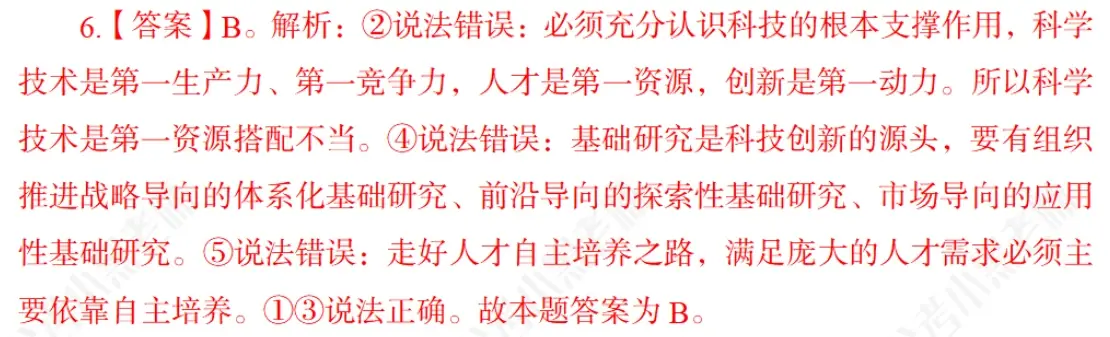 6.【答案】B。解析：②说法错误：必须充分认识科技的根本支撑作用，科学
技术是第一生产力、第一竞争力，人才是第一资源，创新是第一动力。所以科学
技术是第一资源搭配不当。④说法错误：基础研究是科技创新的源头，要有组织
推进战略导向的体系化基础研究、前沿导向的探索性基础研究、市场导向的应用
性基础研究。⑤说法错误：走好人才自主培养之路，满足庞大的人才需求必须主
要依靠自主培养。①③说法正确。故本题答案为 B。